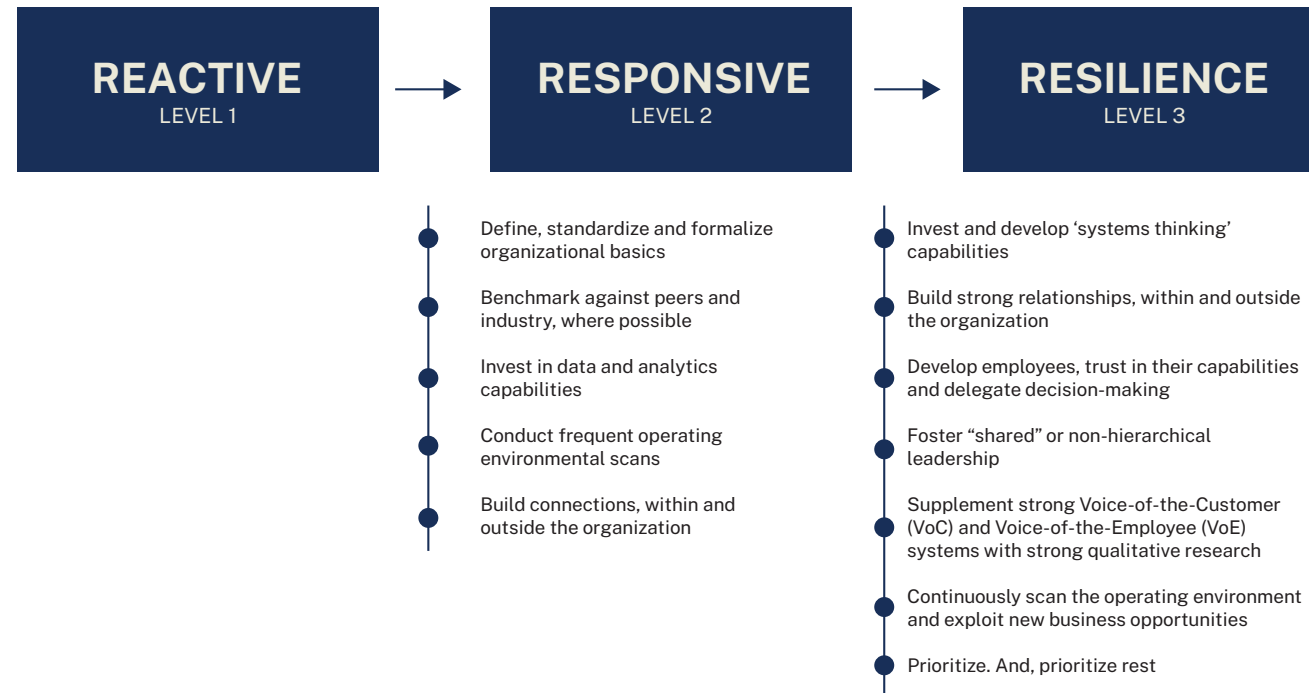 REACTIVE
LEVEL 1
RESPONSIVE
LEVEL 2
RESILIENCE
LEVEL 3
Define, standardize and formalize
organizational basics
Benchmark against peers and
industry, where possible
Invest in data and analytics
capabilities
Conduct frequent operating
environmental scans
Build connections, within and
outside the organization
Invest and develop ‘systems thinking’
capabilities
Build strong relationships, within and outside
the organization
Develop employees, trust in their capabilities
and delegate decision-making
Foster “shared” or non-hierarchical
leadership
Supplement strong Voice-of-the-Customer
(VoC) and Voice-of-the-Employee (VoE)
systems with strong qualitative research
Continuously scan the operating environment
and exploit new business opportunities
Prioritize. And, prioritize rest